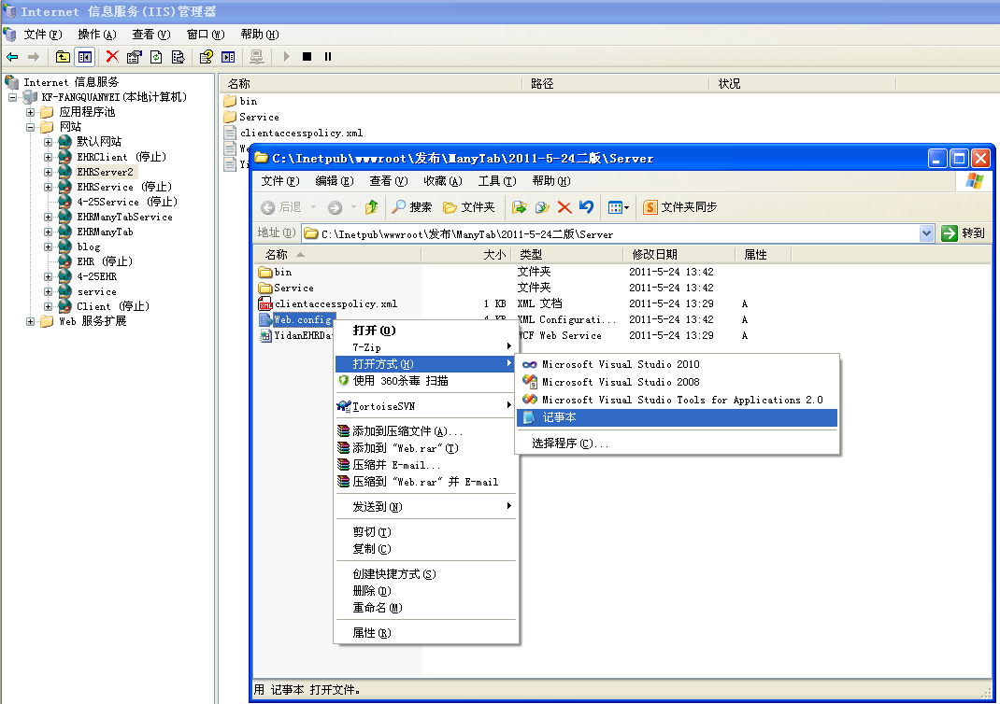 Internet 信息服务(IIS)管理器
文件(F) 操作(A) 查看(V) 窗口(W) 帮助(H)
Internet 信息服务
KF-FANGQUANWEI(本地计算机)
应用程序池
网站
默认网站
EHRClient (停止)
EHRServer2
EHRService (停止)
4-25Service (停止)
EHRManyTabService
EHRManyTab
blog
EHR (停止)
4-25EHR
service
Client (停止)
Web 服务扩展
名称 路径 状况
bin
Service
clientaccesspolicy.xml
C:\Inetpub\wwwroot\发布\ManyTab\2011-5-24二版\Server
文件(F) 编辑(E) 查看(V) 收藏(A) 工具(T) 帮助(H)
后退 搜索 文件夹 文件夹同步
地址(D) C:\Inetpub\wwwroot\发布\ManyTab\2011-5-24二版\Server 转到
名称 大小 类型 修改日期 属性
bin 文件夹 2011-5-24 13:42
Service 文件夹 2011-5-24 13:42
clientaccesspolicy.xml 1 KB XML 文档 2011-5-24 13:29 A
Web.config 4 KB XML Configurati... 2011-5-24 13:42 A
YidanEHRDa WCF Web Service 2011-5-24 13:29 A
打开(O)
7-Zip
打开方式(H)
使用 360杀毒 扫描
TortoiseSVN
添加到压缩文件(A)...
添加到 "Web.rar"(T)
压缩并 E-mail...
压缩到 "Web.rar" 并 E-mail
发送到(N)
剪切(T)
复制(C)
创建快捷方式(S)
删除(D)
重命名(M)
属性(R)
Microsoft Visual Studio 2010
Microsoft Visual Studio 2008
Microsoft Visual Studio Tools for Applications 2.0
记事本
选择程序(C)...
用 记事本 打开文件。